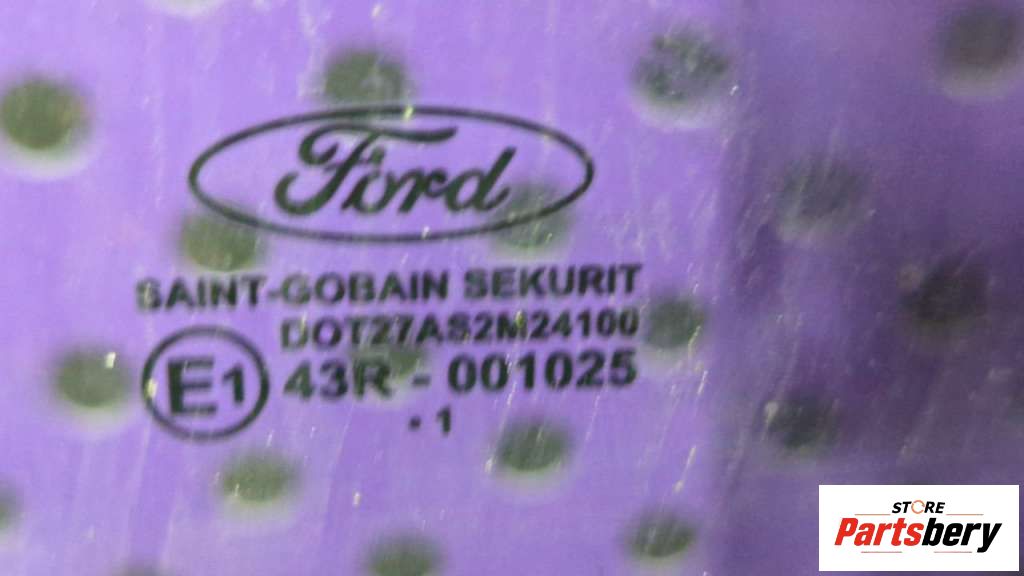 Ford
SAINT-GOBAIN SEKURIT
DOT27AS2M24100
E1 43R - 001025
. 1
STORE
Partsbery